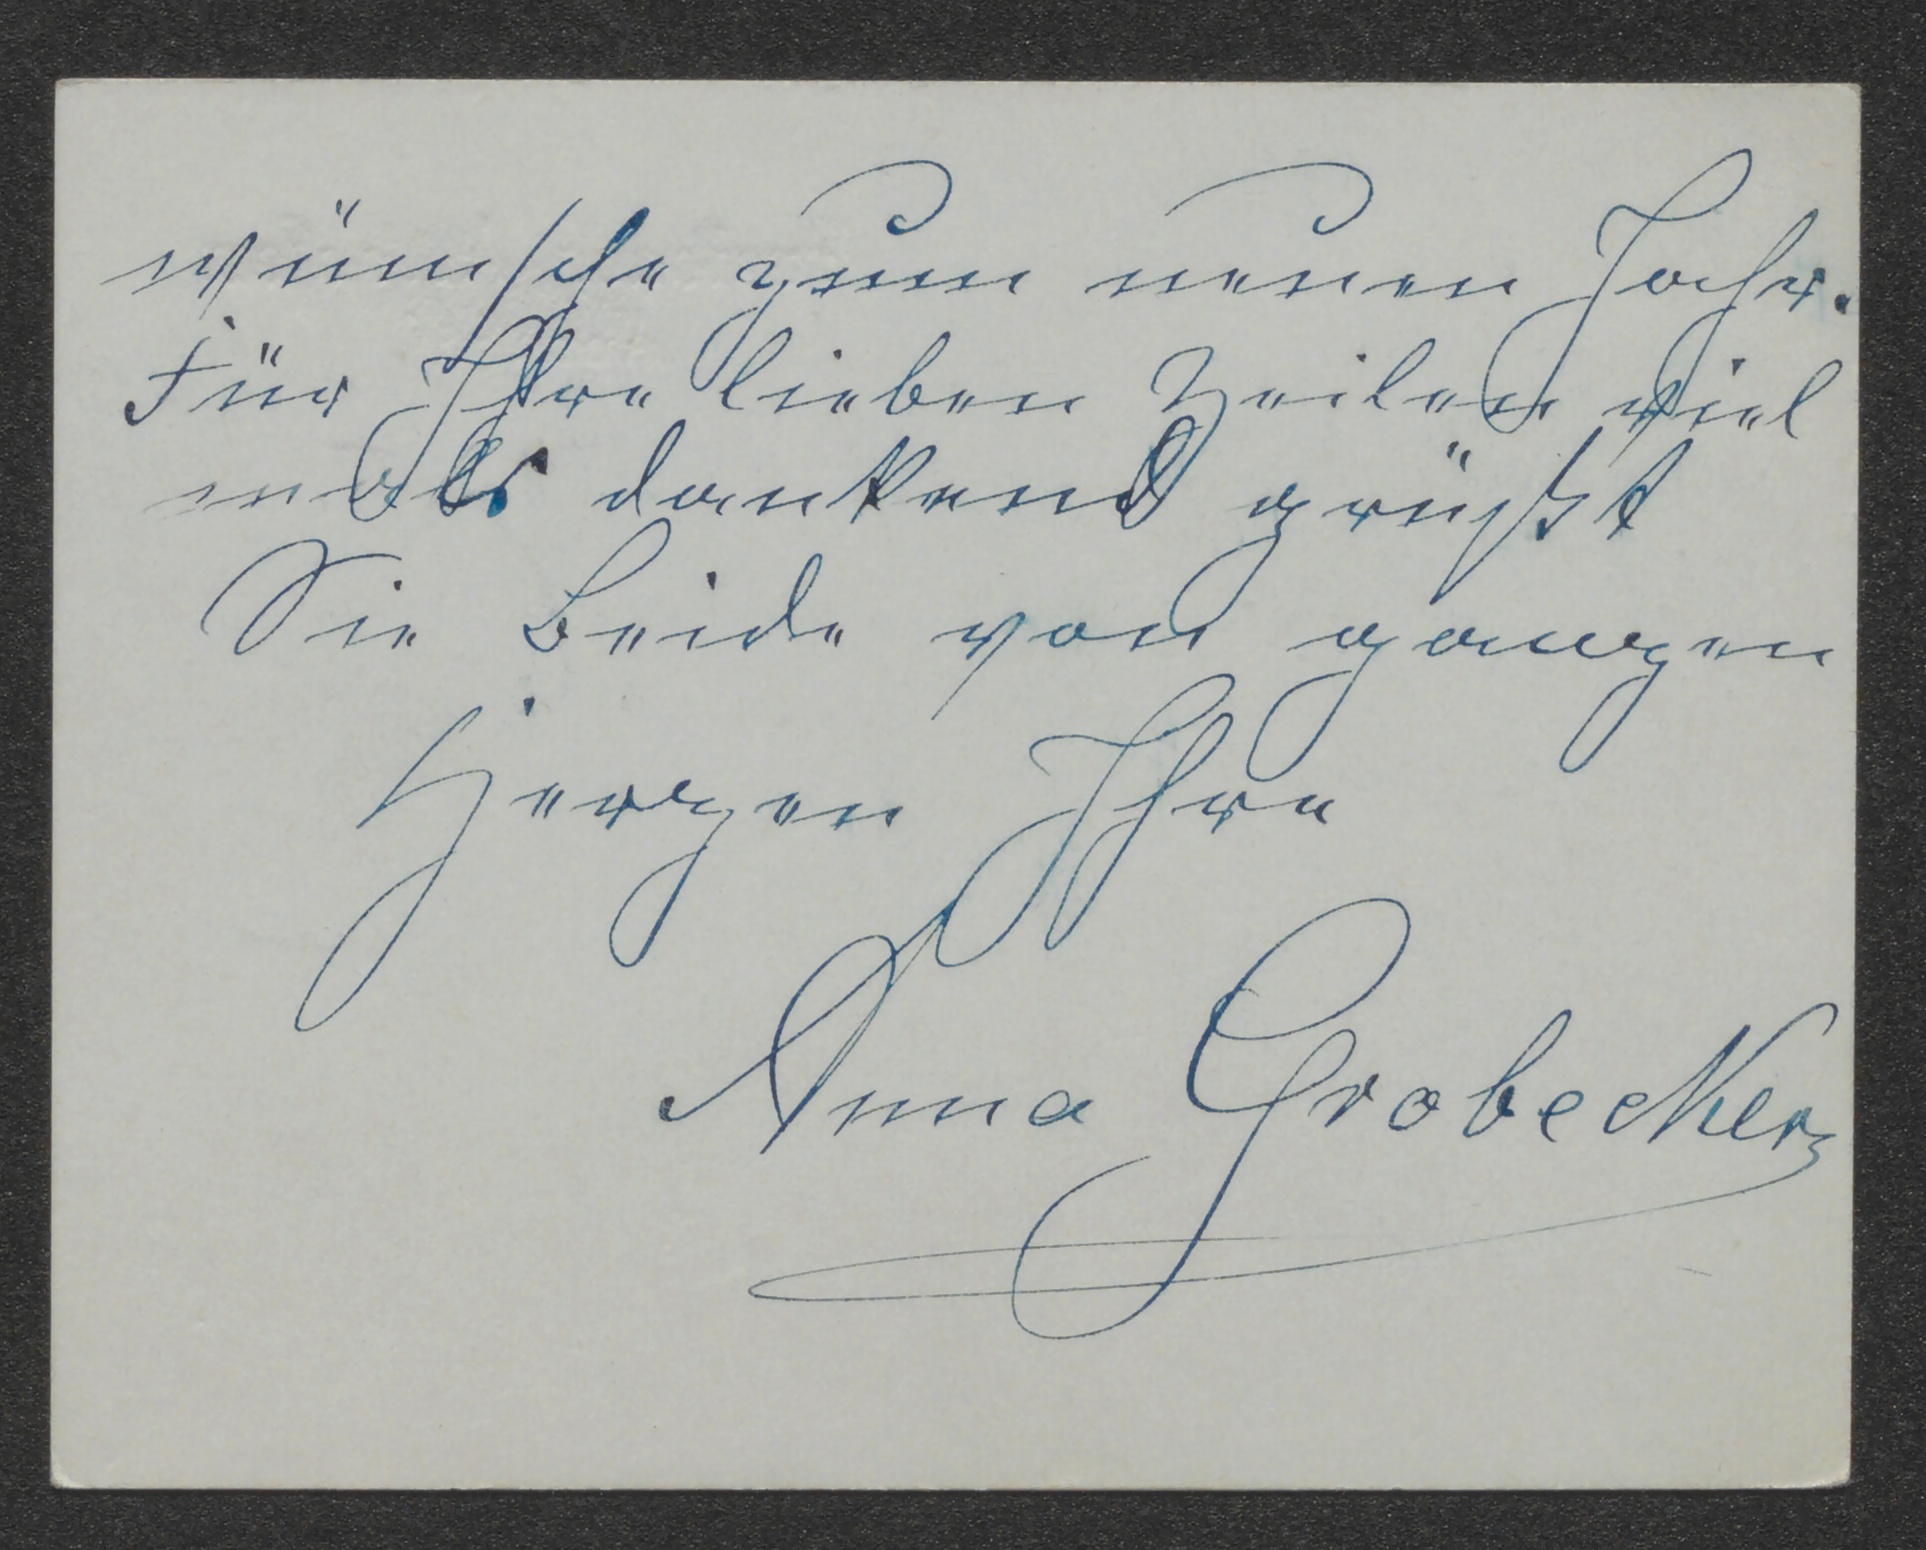 wünsche zum neuen Jahr.
Für Ihre lieben Zeilen viel
mals dankend grüßt
Sie Beide von ganzen
Herzen Ihre
Anna Grobecker